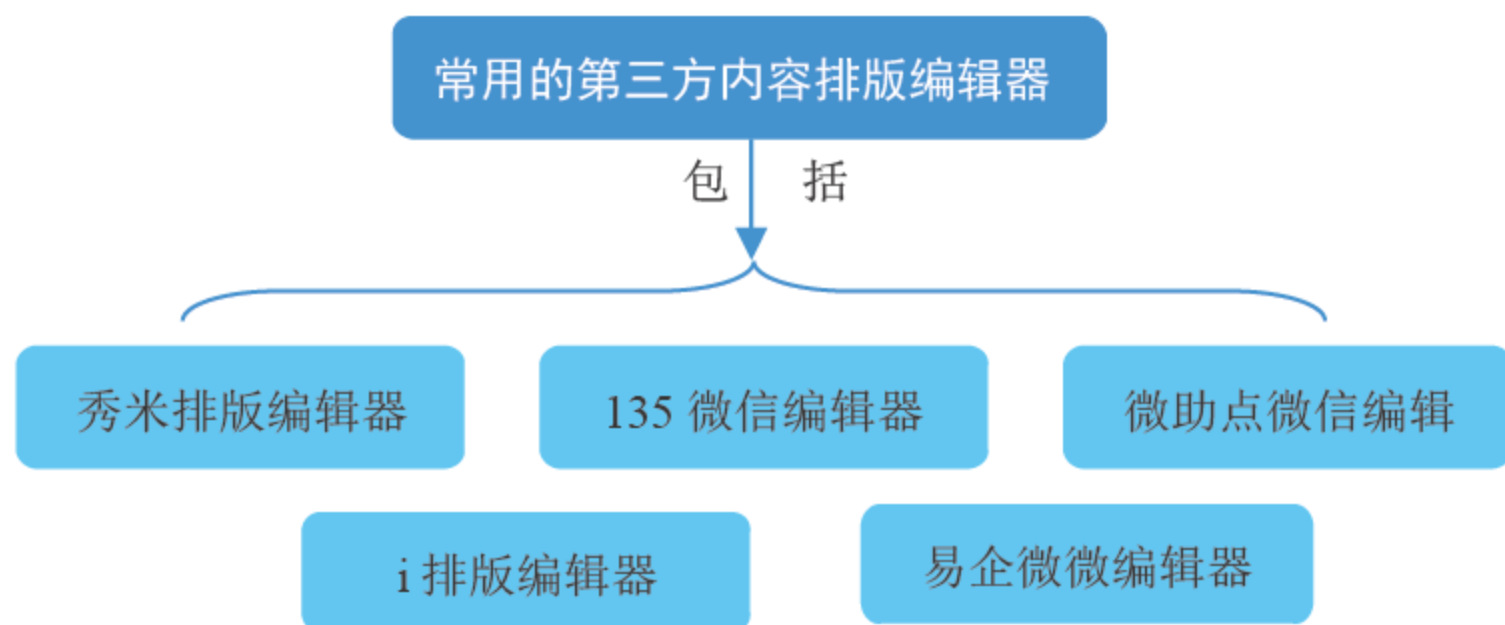 常用的第三方内容排版编辑器
包 括
秀米排版编辑器
135 微信编辑器
微助点微信编辑
i 排版编辑器
易企微微编辑器